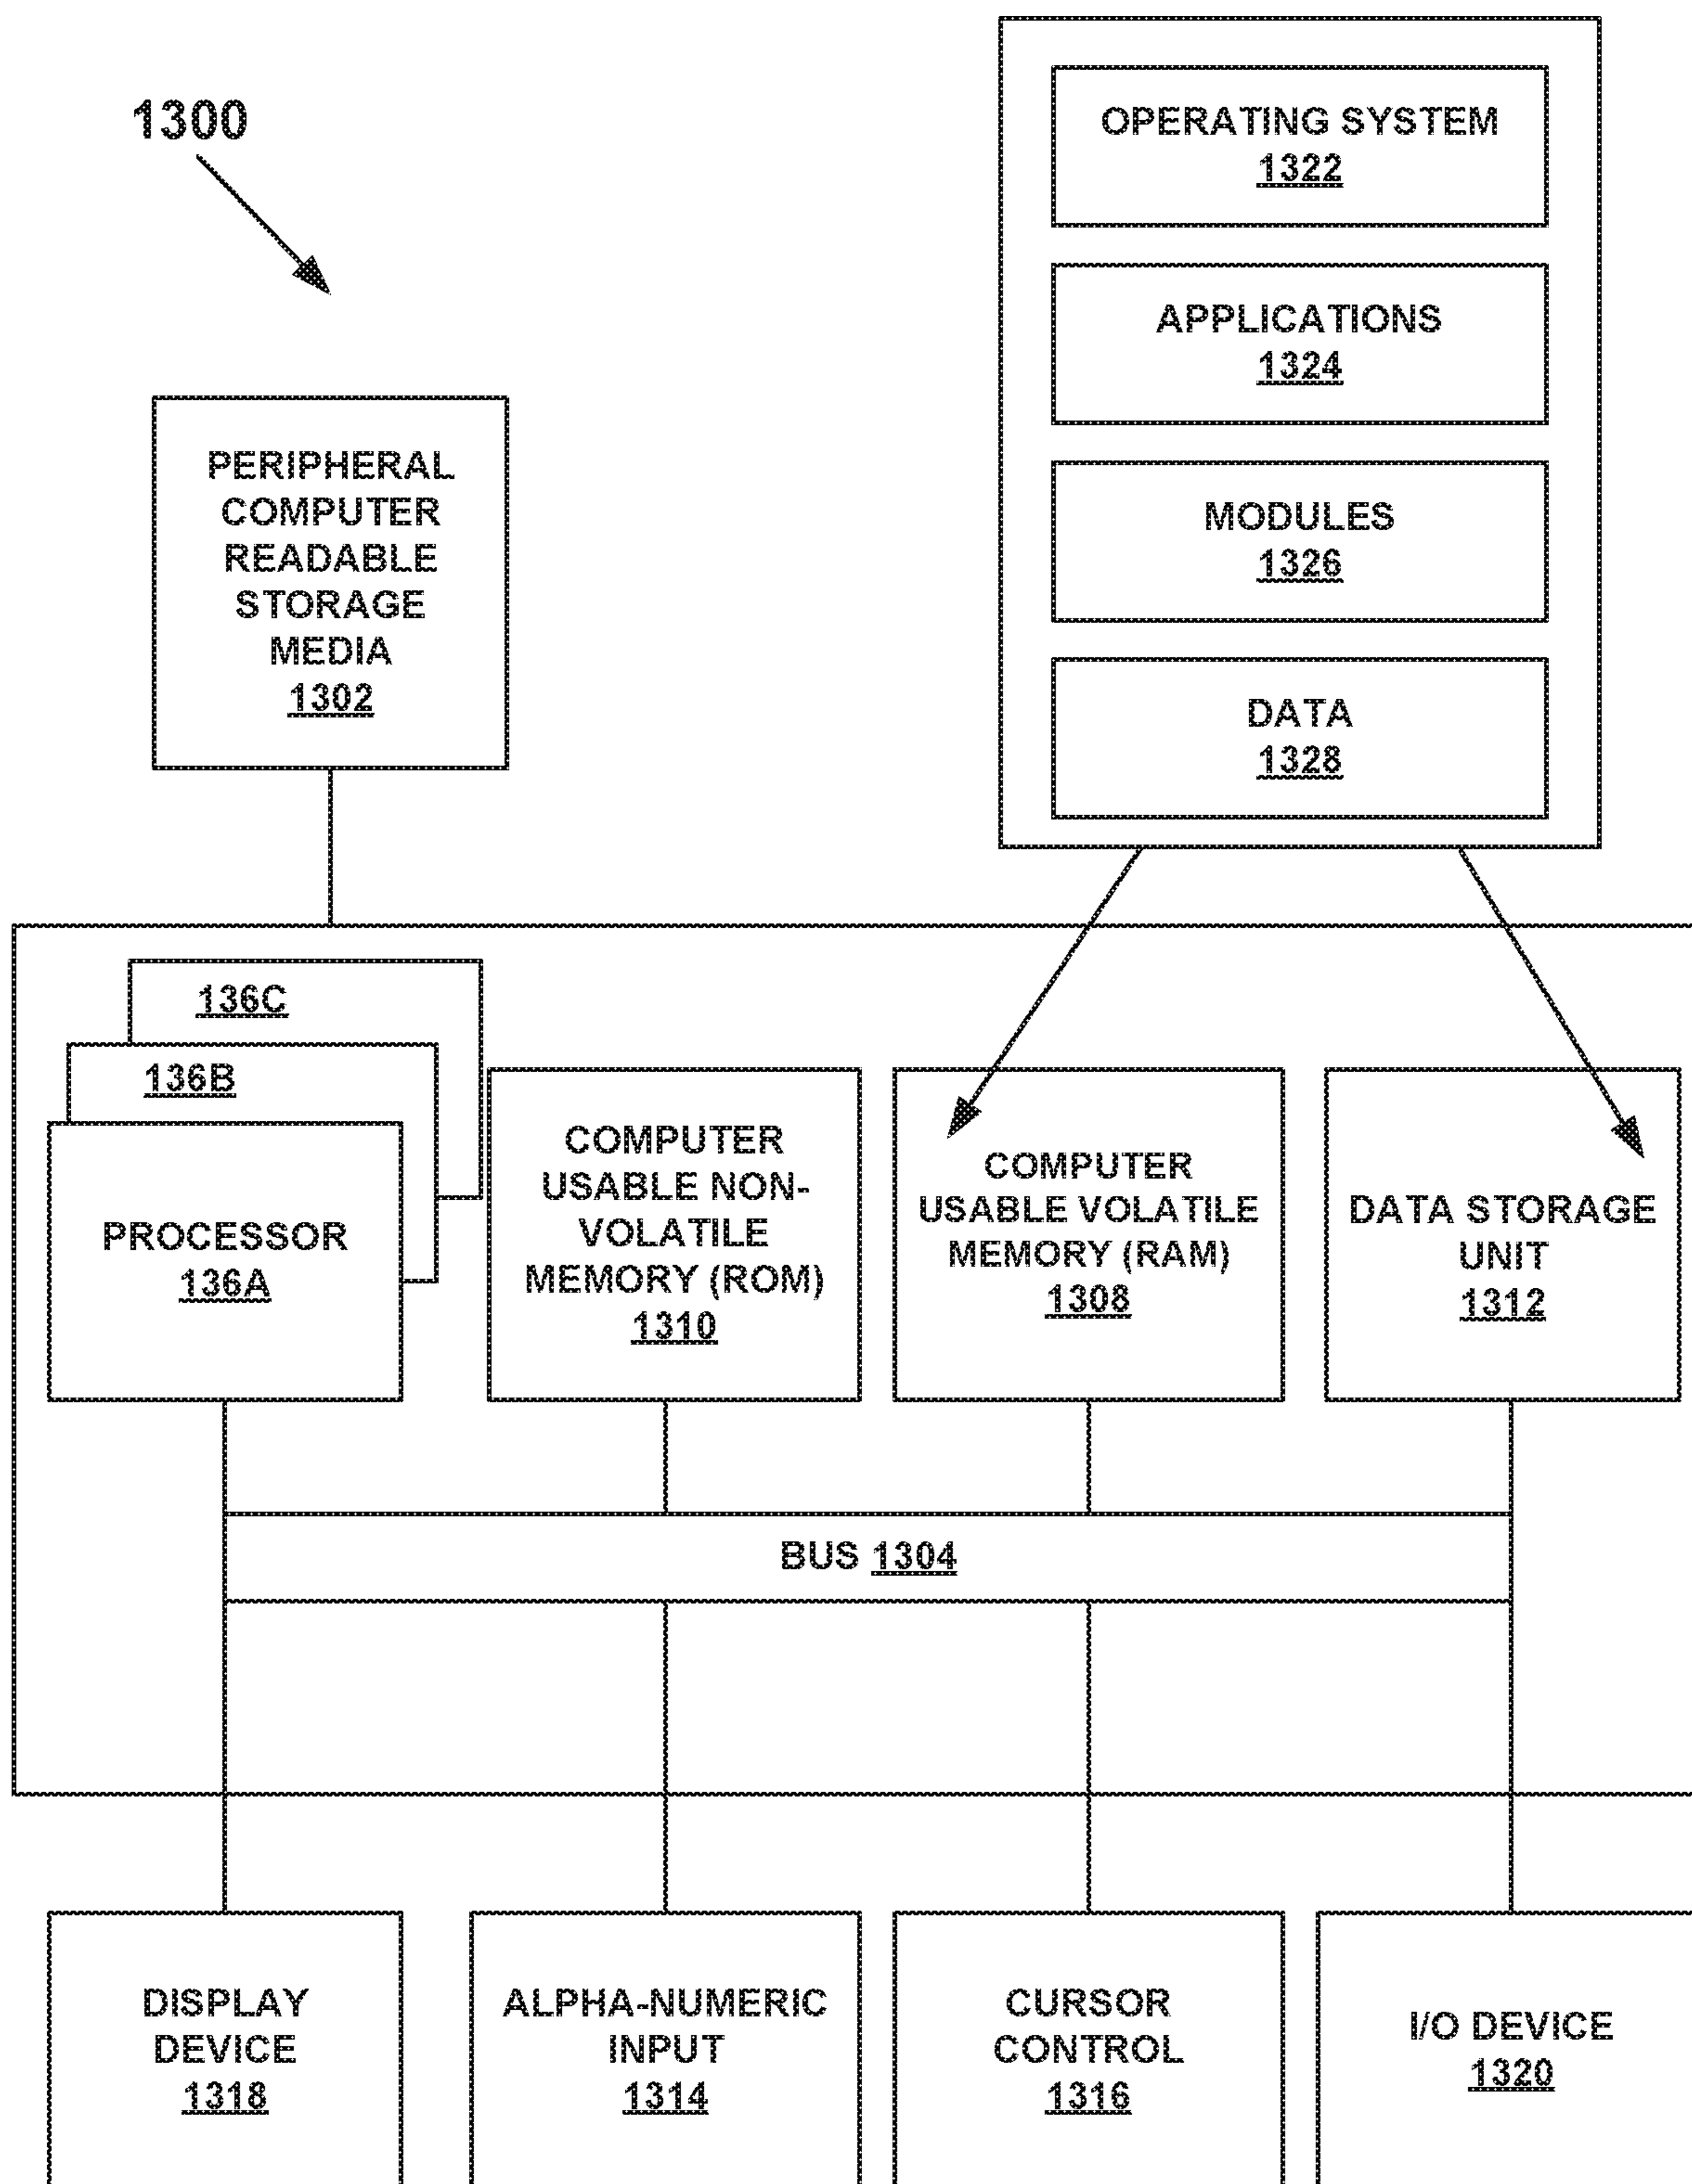 1300
OPERATING SYSTEM
1322
APPLICATIONS
1324
MODULES
1326
DATA
1328
PERIPHERAL
COMPUTER
READABLE
STORAGE
MEDIA
1302
136C
136B
PROCESSOR
136A
COMPUTER
USABLE NON-
VOLATILE
MEMORY (ROM)
1310
COMPUTER
USABLE VOLATILE
MEMORY (RAM)
1308
DATA STORAGE
UNIT
1312
BUS 1304
DISPLAY
DEVICE
1318
ALPHA-NUMERIC
INPUT
1314
CURSOR
CONTROL
1316
I/O DEVICE
1320